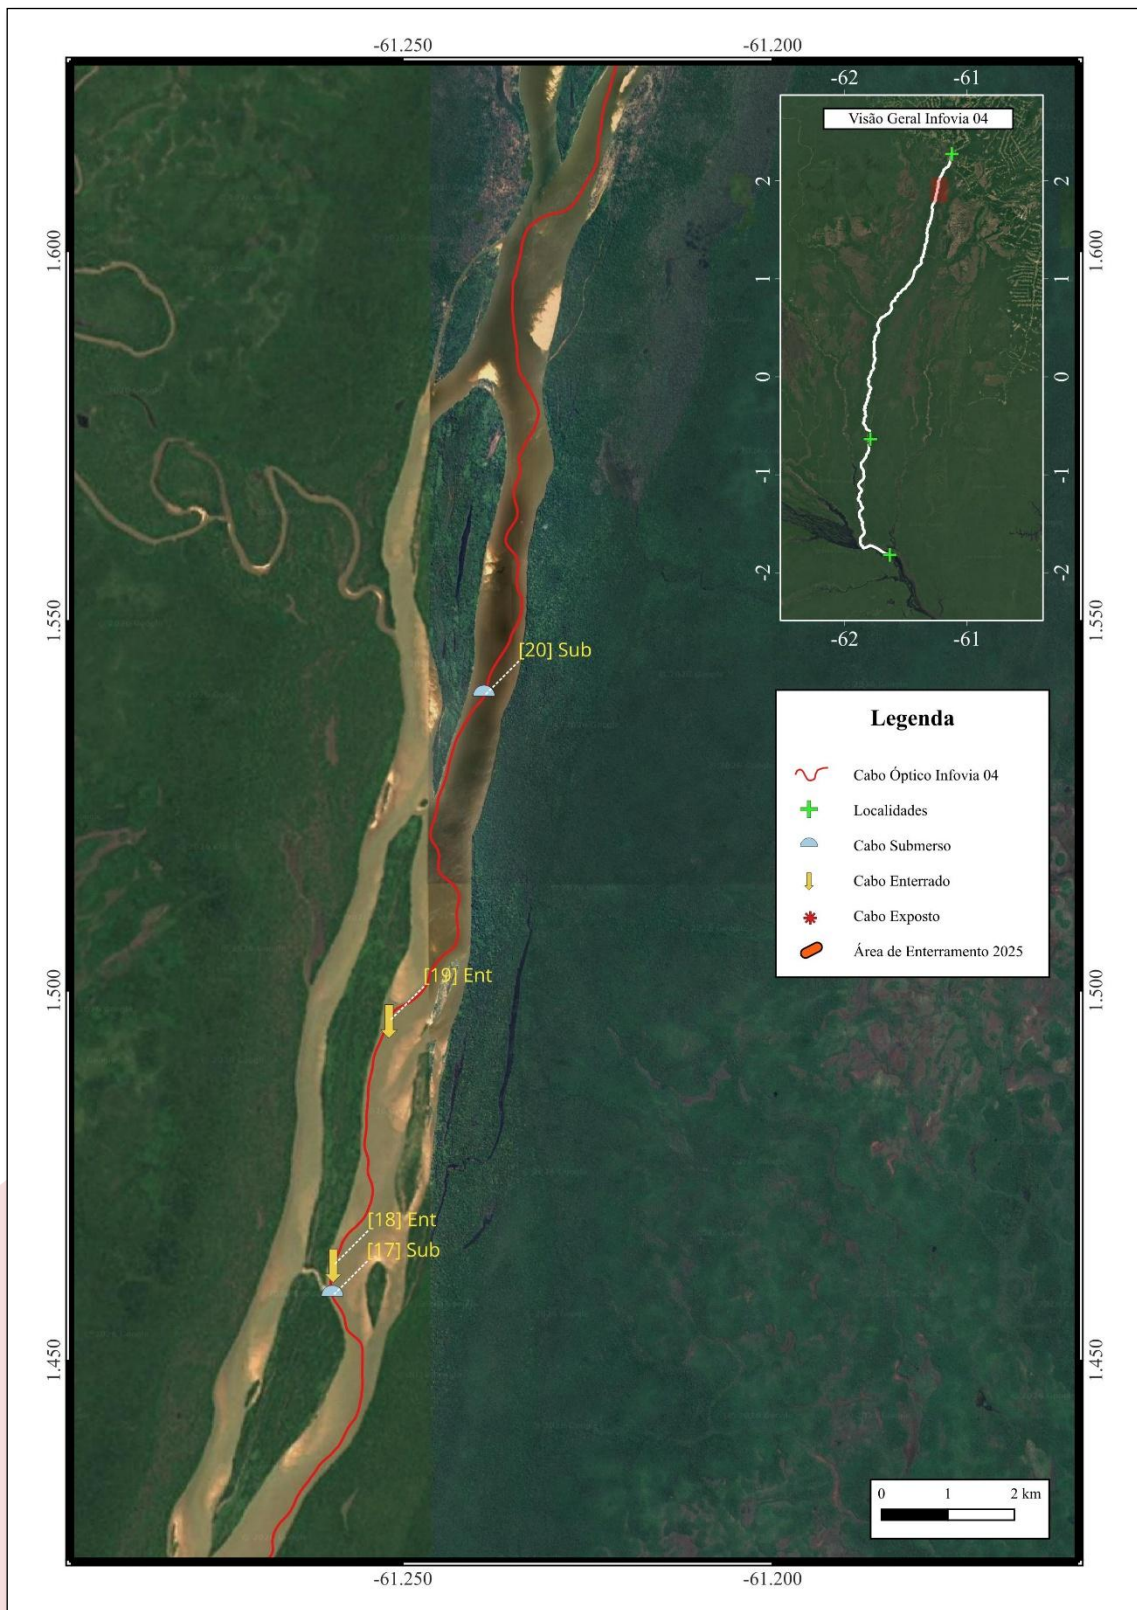 -61.250
-61.200
-62
-61
Visão Geral Infovia 04
2
1
0
-1
-2
2
1
0
-1
-2
-62
-61
1.600
1.600
1.550
1.550
[20] Sub
Legenda
Cabo Óptico Infovia 04
Localidades
Cabo Submerso
Cabo Enterrado
Cabo Exposto
Área de Enterramento 2025
[19] Ent
1.500
1.500
[18] Ent
[17] Sub
1.450
1.450
0
1
2 km
-61.250
-61.200